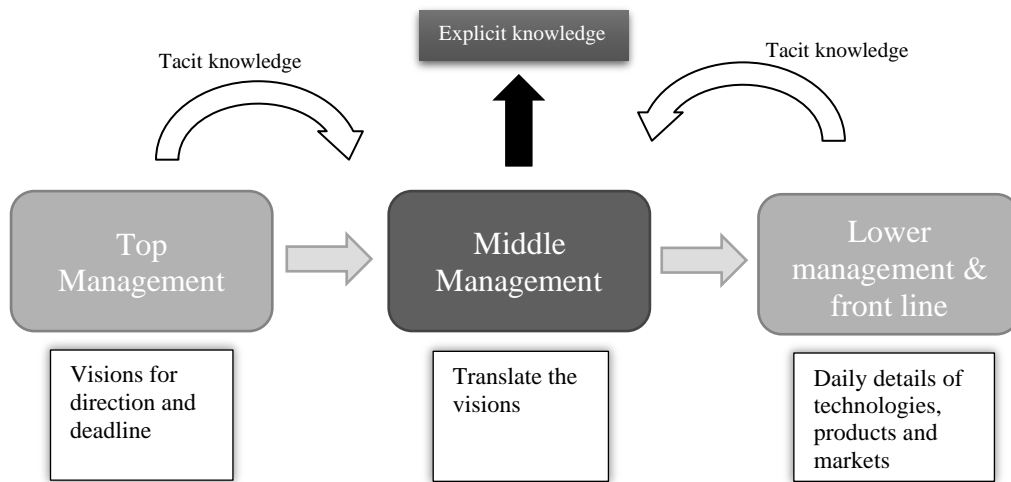 Explicit knowledge
Tacit knowledge
Tacit knowledge
Top
Management
Middle
Management
Lower
management &
front line
Visions for
direction and
deadline
Translate the
visions
Daily details of
technologies,
products and
markets